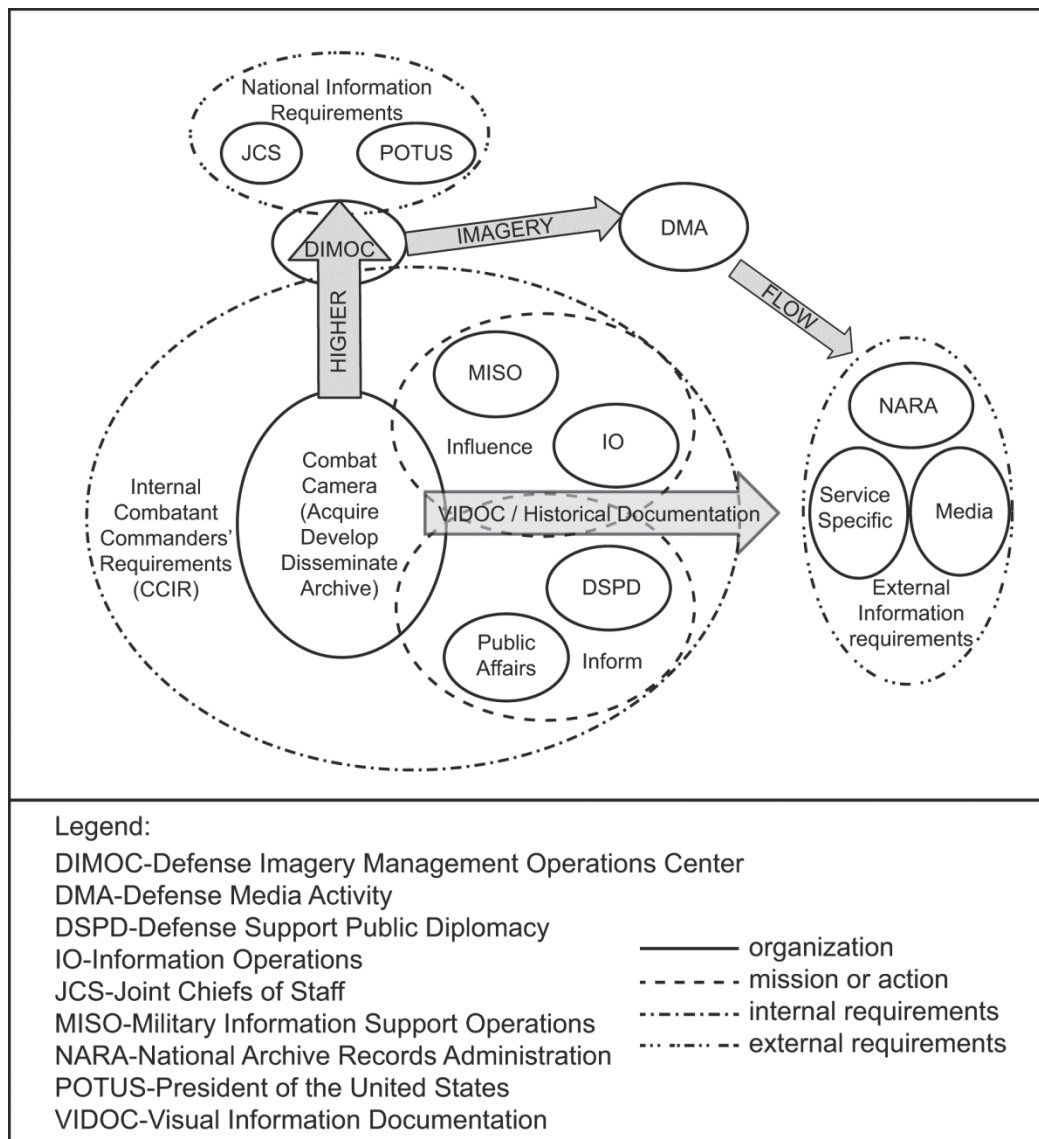 National Information
Requirements
JCS
POTUS
DIMOC
IMAGERY
DMA
FLOW
HIGHER
MISO
Influence
IO
NARA
Internal
Combatant
Commanders’
Requirements
(CCIR)
Combat
Camera
(Acquire
Develop
Disseminate
Archive)
VIDOC / Historical Documentation
Service
Specific
Media
External
Information
requirements
DSPD
Public
Affairs
Inform
Legend:
DIMOC-Defense Imagery Management Operations Center
DMA-Defense Media Activity
DSPD-Defense Support Public Diplomacy
IO-Information Operations
JCS-Joint Chiefs of Staff
MISO-Military Information Support Operations
NARA-National Archive Records Administration
POTUS-President of the United States
VIDOC-Visual Information Documentation
organization
mission or action
internal requirements
external requirements